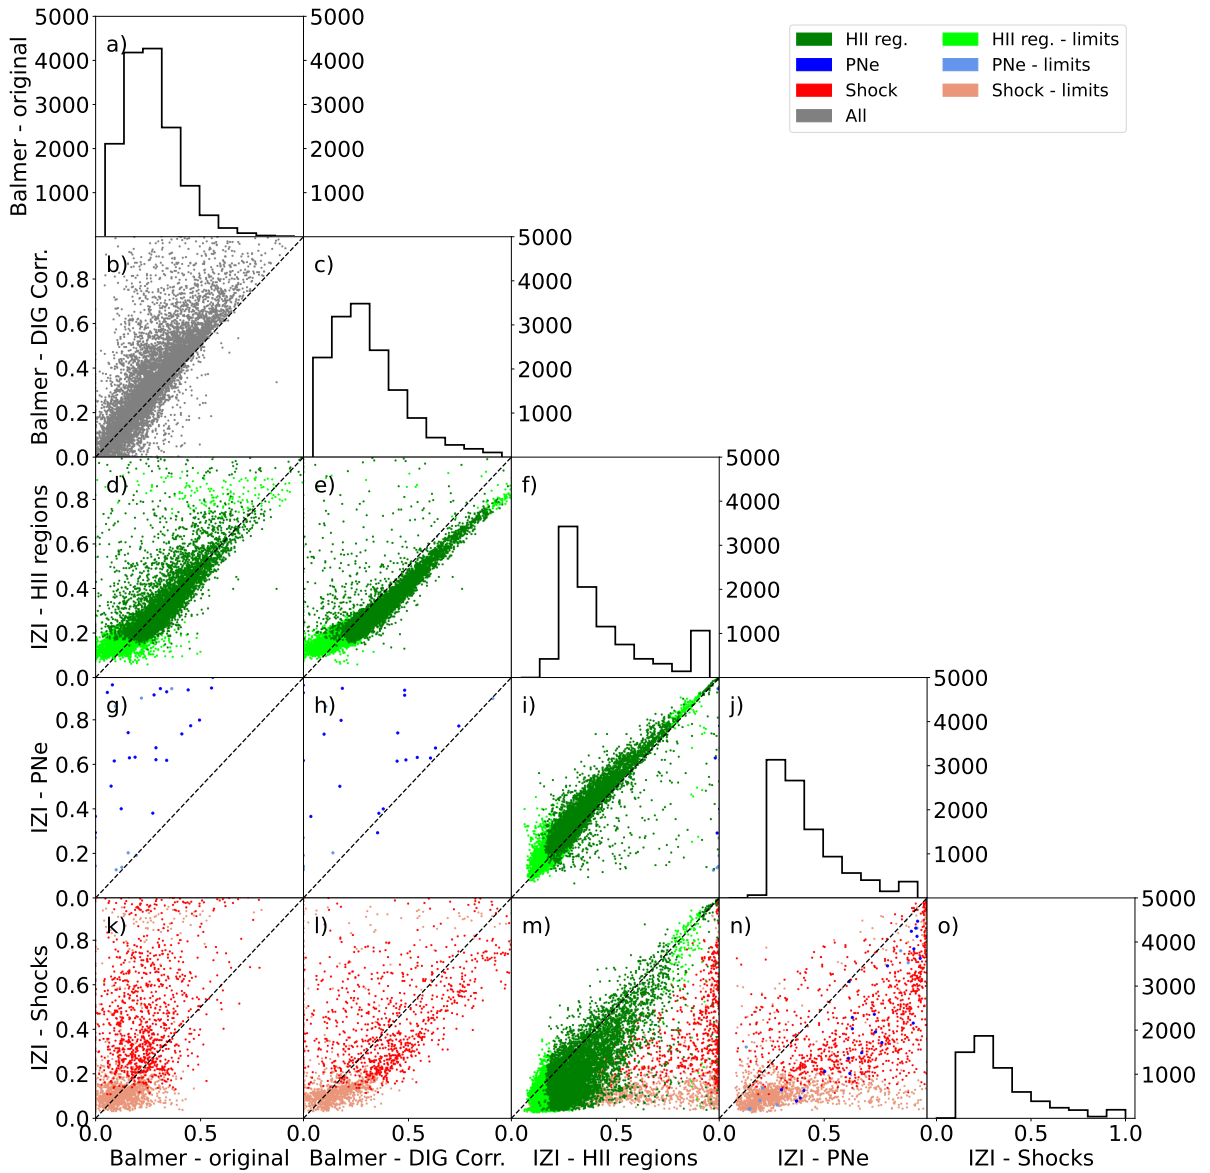 5000 5000
HII reg. HII reg. - limits
a)
4000 4000
PNe PNe - limits
Shock Shock - limits
3000 3000
All
2000 2000
1000 1000
Balmer - original
5000
b) c)
0.8 4000
0.6 3000
0.4 2000
0.2 1000
0.0
Balmer - DIG Corr.
5000
d) e) f)
0.8 4000
0.6 3000
0.4 2000
0.2 1000
0.0
IZI - HII regions
5000
g) h) i) j)
0.8 4000
0.6 3000
0.4 2000
0.2 1000
0.0
IZI - PNe
5000
k) l) m) n) o)
0.8 4000
0.6 3000
0.4 2000
0.2 1000
0.0
IZI - Shocks
0.0 0.5 0.0 0.5 0.0 0.5 0.0 0.5 0.0 0.5 1.0
Balmer - original Balmer - DIG Corr. IZI - HII regions IZI - PNe IZI - Shocks